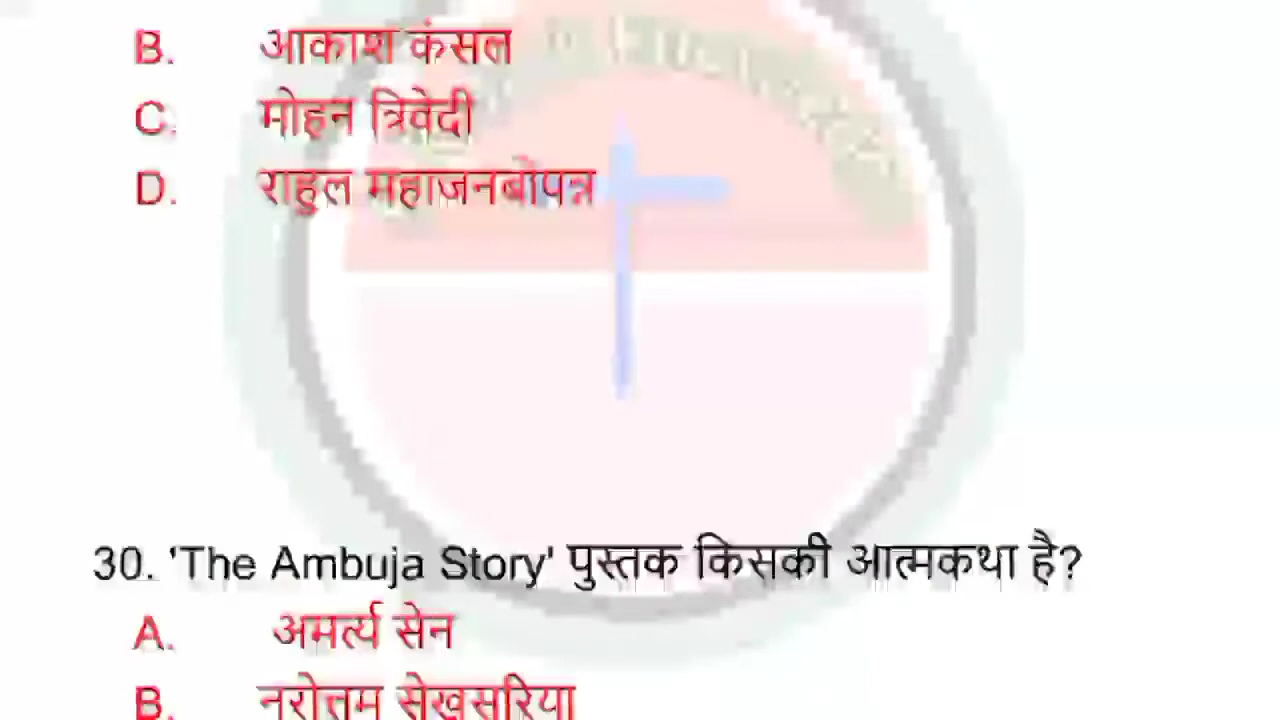 B. आकाश कंसल
C. मोहन त्रिवेदी
D. राहुल महाजनबोपन्न
30. 'The Ambuja Story' पुस्तक किसकी आत्मकथा है?
A. अमर्त्य सेन
B. नरोत्तम सेखसरिया